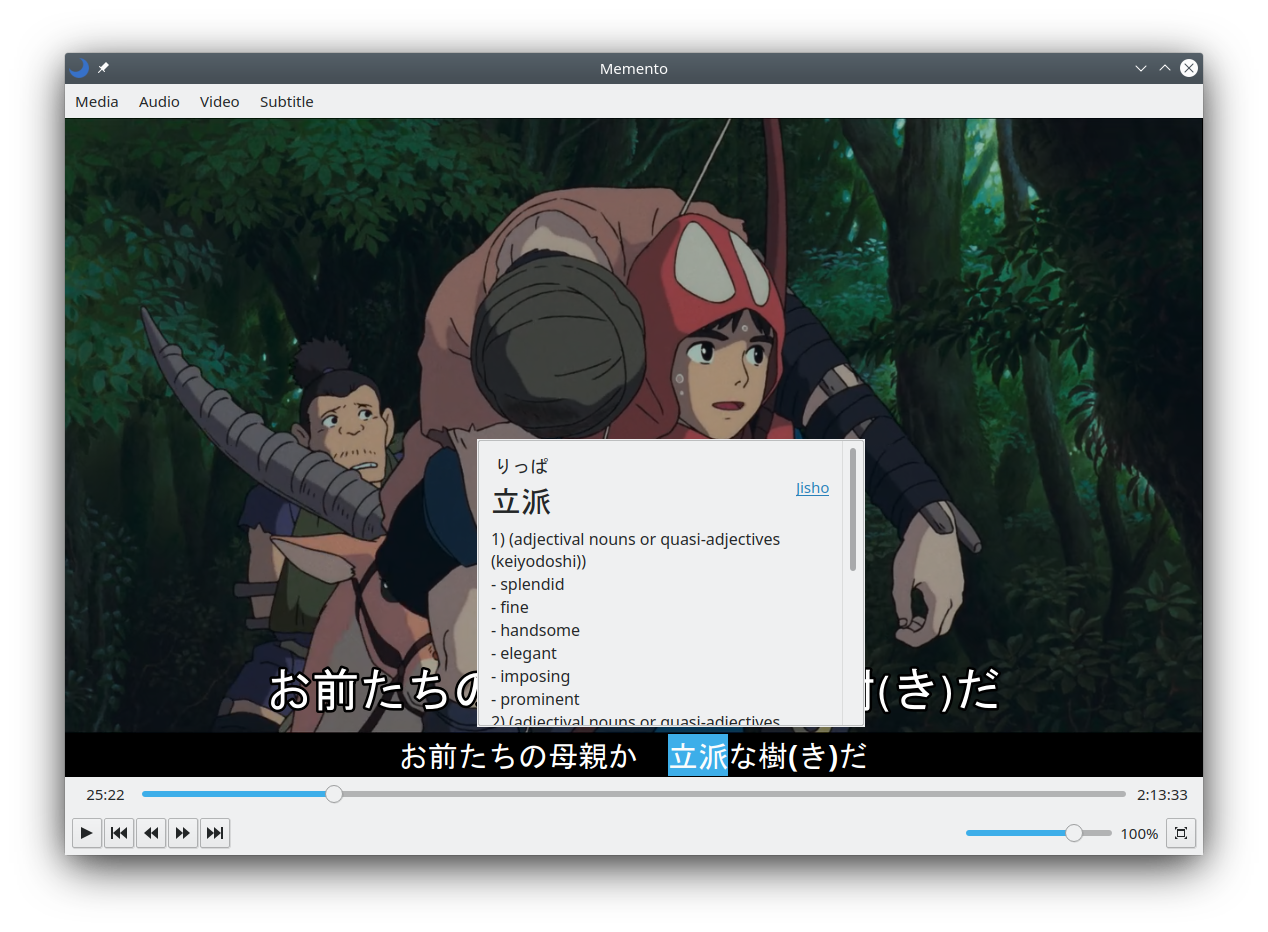 Memento
Media Audio Video Subtitle
りっぱ
立派
Jisho
1) (adjectival nouns or quasi-adjectives
(keiyodoshi))
- splendid
- fine
- handsome
- elegant
- imposing
- prominent
2) (adjectival nouns or quasi-adjectives
お前たちの
(き)だ
お前たちの母親か　立派な樹(き)だ
25:22
2:13:33
100%